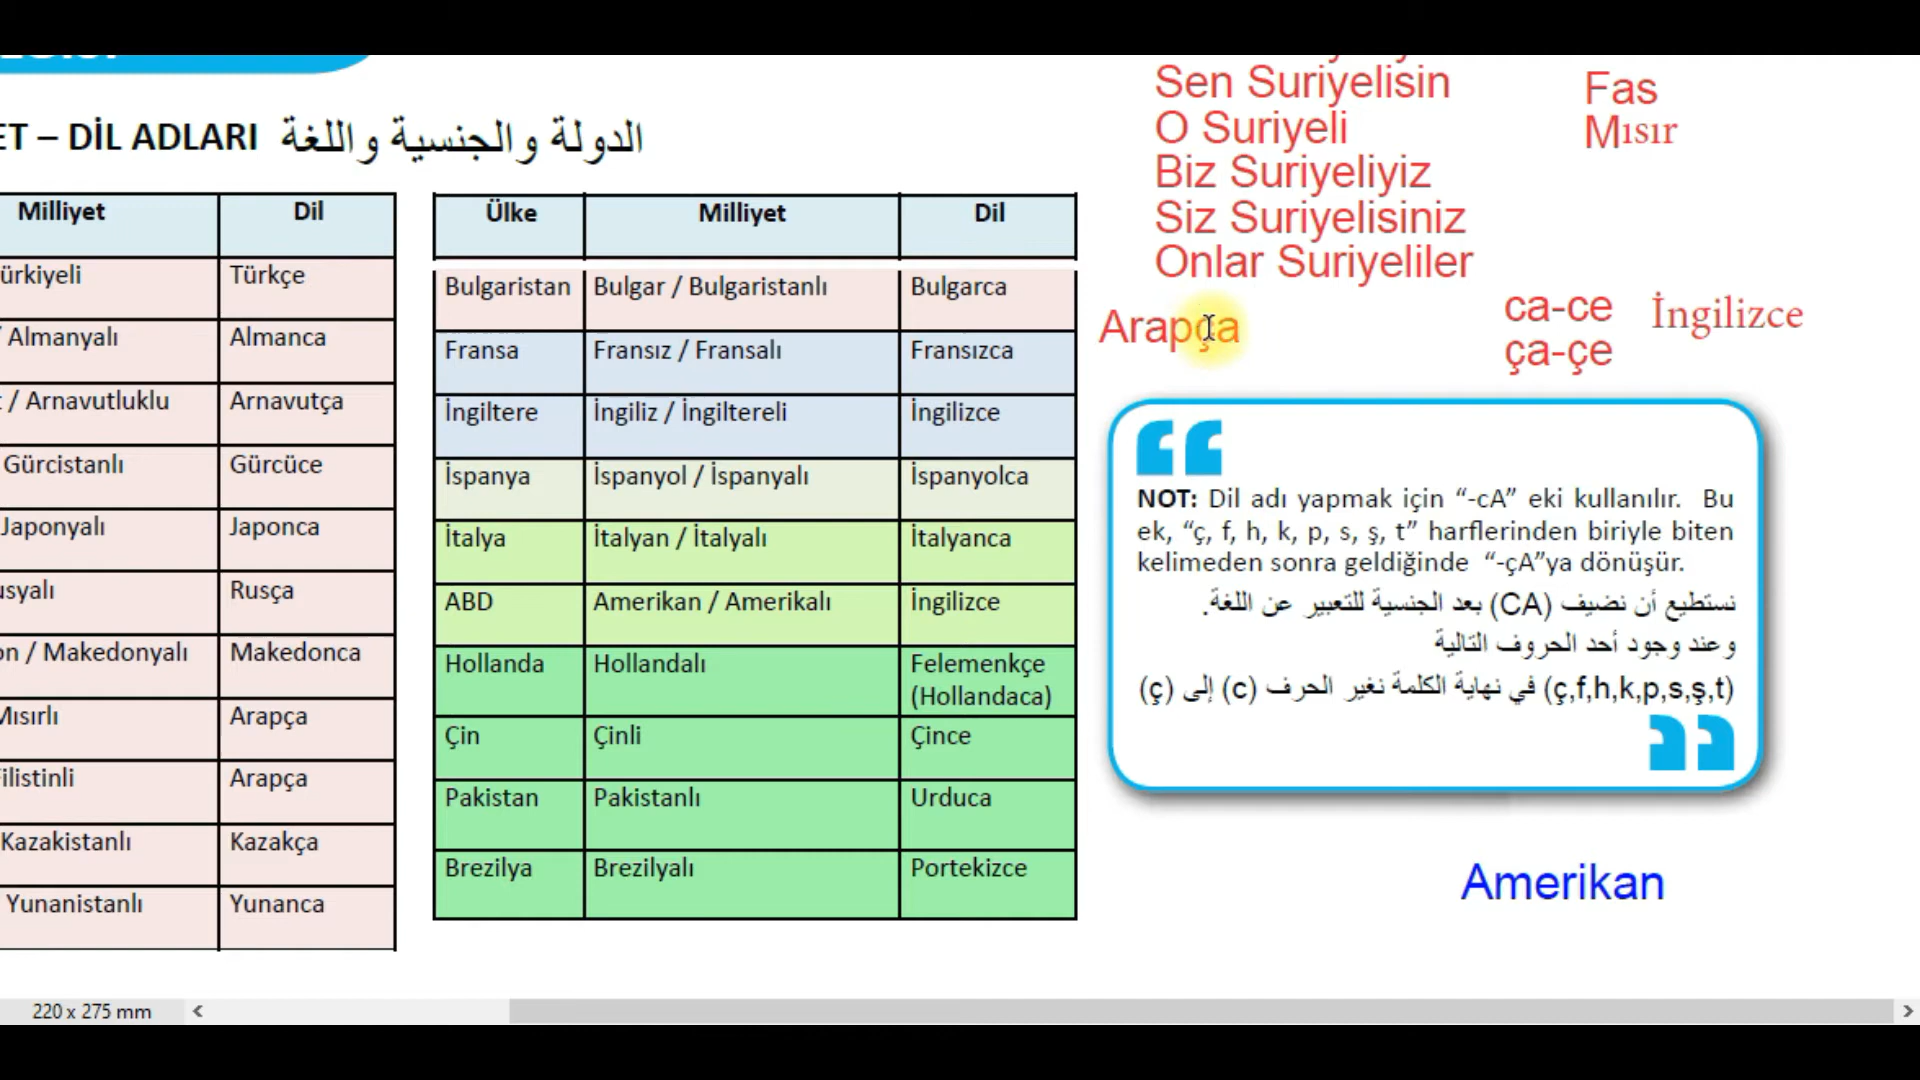 ET – DİL ADLARI الدولة والجنسية واللغة
Milliyet Dil
ürkiyeli Türkçe
/ Almanyalı Almanca
/ Arnavutluklu Arnavutça
Gürcistanlı Gürcüce
Japonyalı Japonca
usyalı Rusça
on / Makedonyalı Makedonca
Mısırlı Arapça
ilistinli Arapça
Kazakistanlı Kazakça
Yunanistanlı Yunanca
Ülke Milliyet Dil
Bulgaristan Bulgar / Bulgaristanlı Bulgarca
Fransa Fransız / Fransalı Fransızca
İngiltere İngiliz / İngiltereli İngilizce
İspanya İspanyol / İspanyalı İspanyolca
İtalya İtalyan / İtalyalı İtalyanca
ABD Amerikan / Amerikalı İngilizce
Hollanda Hollandalı Felemenkçe
(Hollandaca)
Çin Çinli Çince
Pakistan Pakistanlı Urduca
Brezilya Brezilyalı Portekizce
Sen Suriyelisin
O Suriyeli
Biz Suriyeliyiz
Siz Suriyelisiniz
Onlar Suriyeliler
Fas
Mısır
Arapça
ca-ce İngilizce
ça-çe
NOT: Dil adı yapmak için “-cA” eki kullanılır. Bu
ek, “ç, f, h, k, p, s, ş, t” harflerinden biriyle biten
kelimeden sonra geldiğinde “-çA”ya dönüşür.
نستطيع أن نضيف (CA) بعد الجنسية للتعبير عن اللغة.
وعند وجود أحد الحروف التالية
(ç,f,h,k,p,s,ş,t) في نهاية الكلمة نغير الحرف (c) إلى (ç)
Amerikan
220 x 275 mm